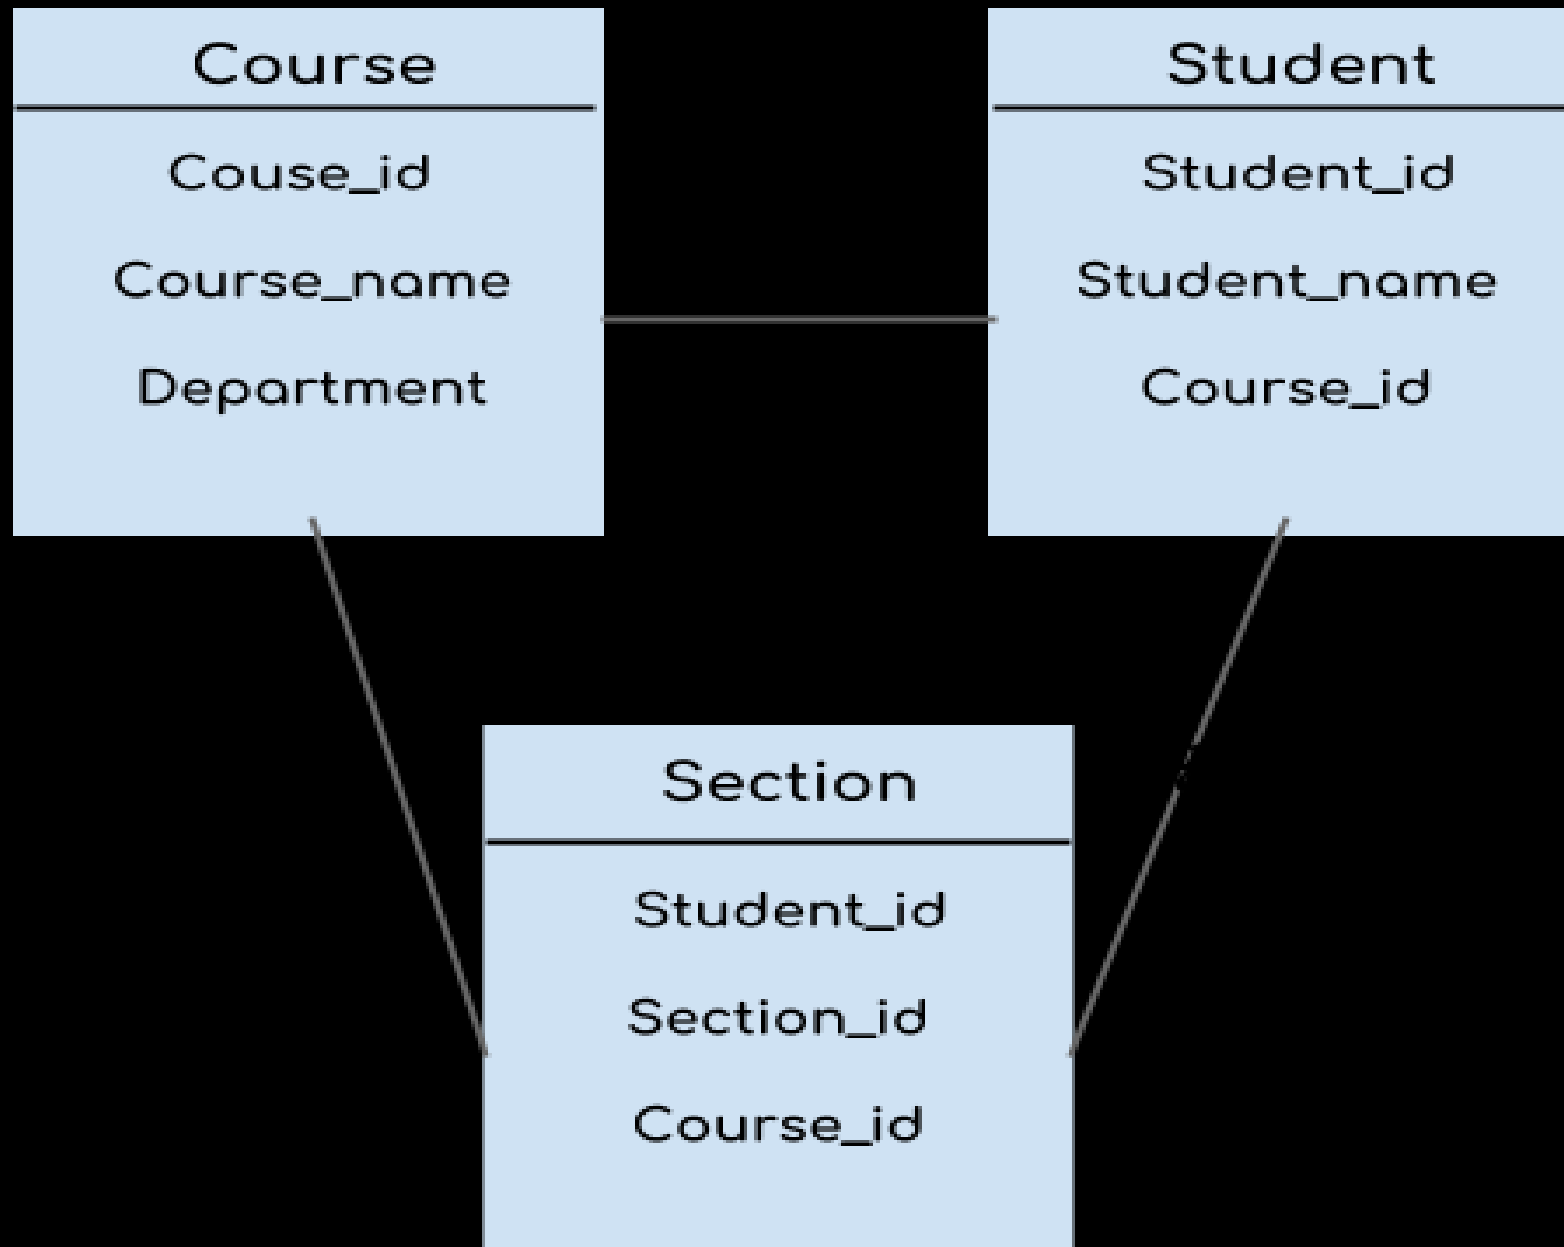 Course
Couse_id
Course_name
Department
Student
Student_id
Student_name
Course_id
Section
Student_id
Section_id
Course_id